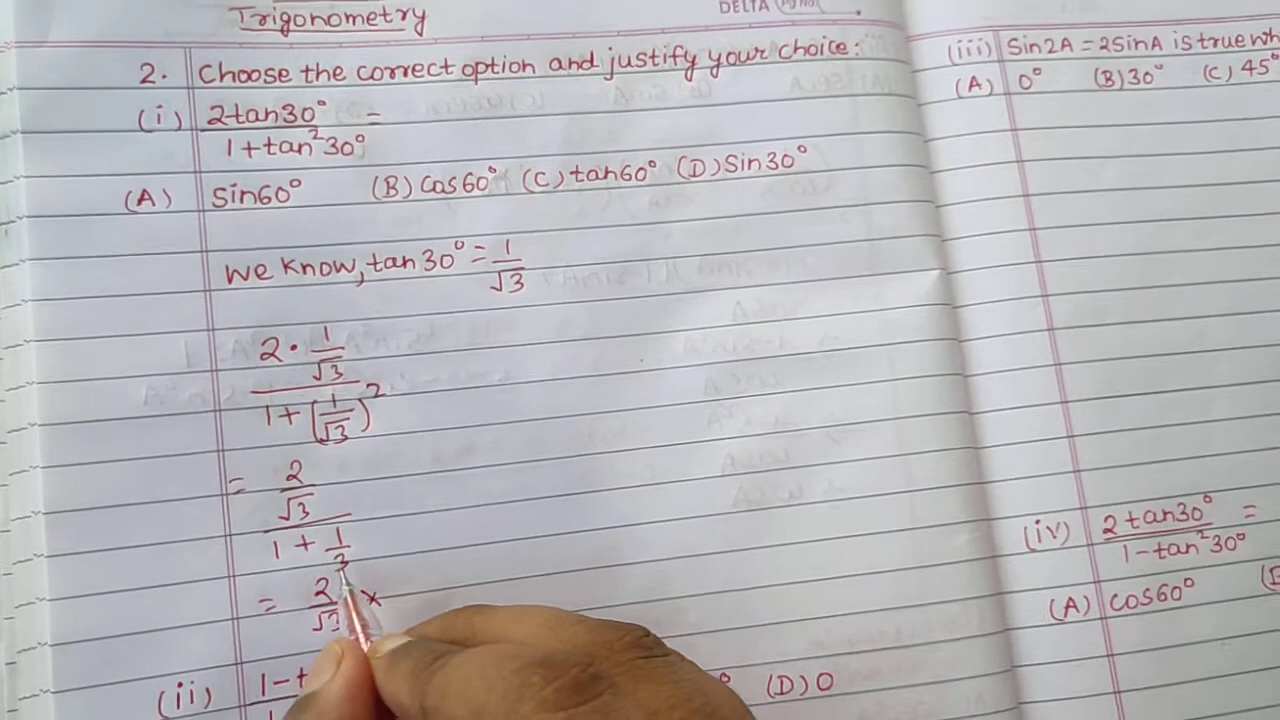 Trigonometry
DELTA
2. Choose the correct option and justify your choice:
(i) 2tan30° =
1+tan²30°
(A) Sin60° (B) Cos60° (C) tan60° (D) Sin30°
We know, tan30° = 1
√3
2 · 1
√3
1 + (1
√3)²
= 2
√3
1 + 1
3
= 2 ×
√3
(ii) 1-t
(D) 0
(iii) Sin2A = 2SinA is true
(A) 0° (B) 30° (C) 45°
(iv) 2tan30° =
1-tan²30°
(A) cos60°